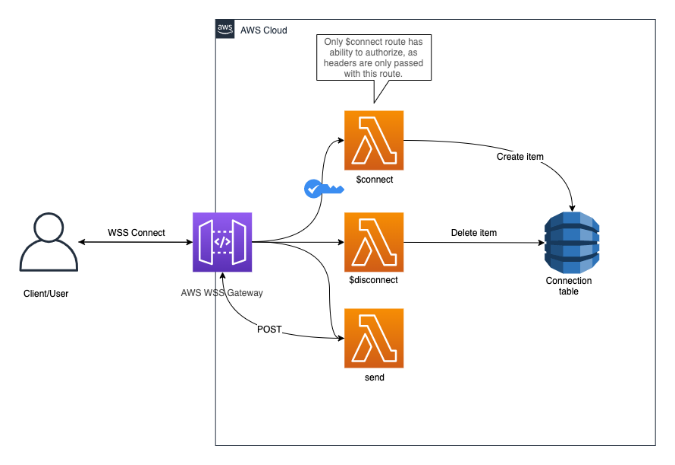 aws
AWS Cloud
Only $connect route has
ability to authorize, as
headers are only passed
with this route.
$connect
Create item
WSS Connect
Delete item
Client/User
AWS WSS Gateway
$disconnect
Connection
table
POST
send